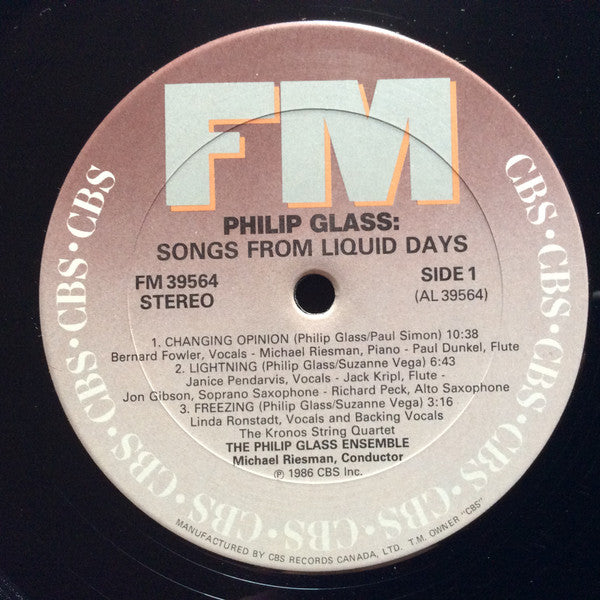 FM
PHILIP GLASS:
SONGS FROM LIQUID DAYS
FM 39564 SIDE 1
STEREO (AL 39564)
1. CHANGING OPINION (Philip Glass/Paul Simon) 10:38
Bernard Fowler, Vocals - Michael Riesman, Piano - Paul Dunkel, Flute
2. LIGHTNING (Philip Glass/Suzanne Vega) 6:43
Janice Pendarvis, Vocals - Jack Kripl, Flute -
Jon Gibson, Soprano Saxophone - Richard Peck, Alto Saxophone
3. FREEZING (Philip Glass/Suzanne Vega) 3:16
Linda Ronstadt, Vocals and Backing Vocals
The Kronos String Quartet
THE PHILIP GLASS ENSEMBLE
Michael Riesman, Conductor
℗ 1986 CBS Inc.
CBS • CBS • CBS • CBS • CBS • CBS • CBS • CBS • CBS • CBS
MANUFACTURED BY CBS RECORDS CANADA, LTD. T.M. OWNER "CBS"